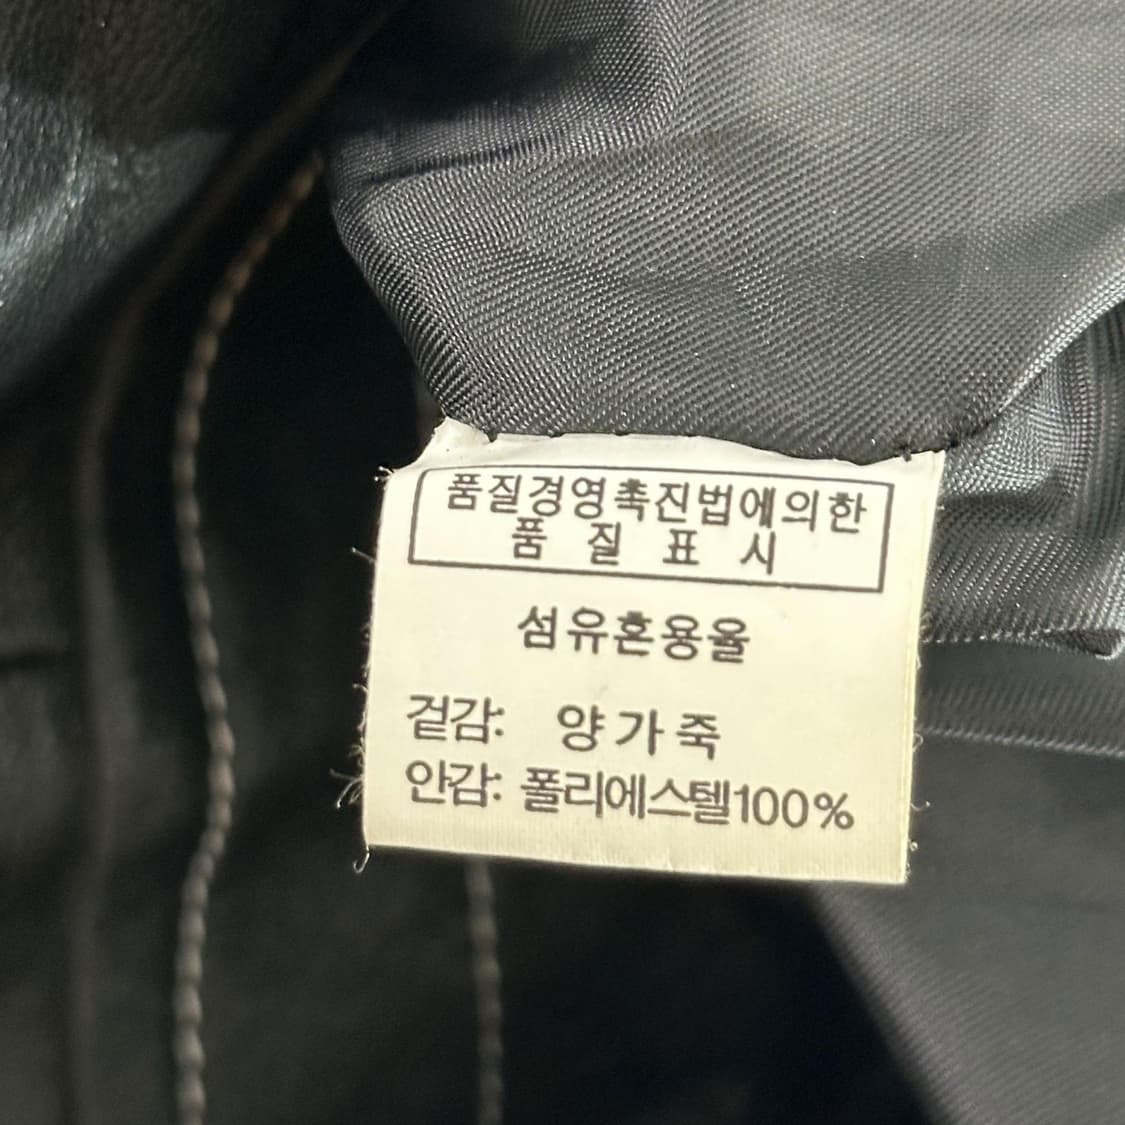 품질경영촉진법에의한
품 질 표 시
섬유혼용율
겉감: 양가죽
안감: 폴리에스텔100%